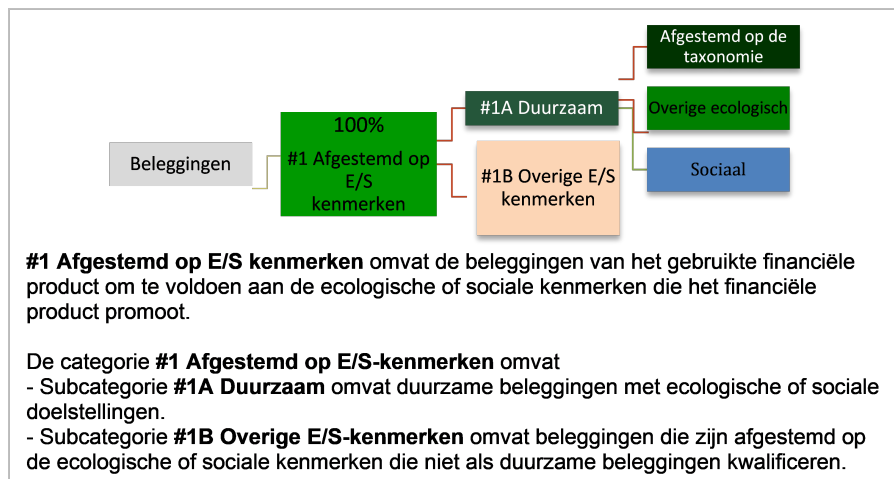 Afgestemd op de
taxonomie
#1A Duurzaam
Overige ecologisch
100%
#1 Afgestemd op
E/S
kenmerken
Beleggingen
#1B Overige E/S
kenmerken
Sociaal
#1 Afgestemd op E/S kenmerken omvat de beleggingen van het gebruikte financiële
product om te voldoen aan de ecologische of sociale kenmerken die het financiële
product promoot.
De categorie #1 Afgestemd op E/S-kenmerken omvat
- Subcategorie #1A Duurzaam omvat duurzame beleggingen met ecologische of sociale
doelstellingen.
- Subcategorie #1B Overige E/S-kenmerken omvat beleggingen die zijn afgestemd op
de ecologische of sociale kenmerken die niet als duurzame beleggingen kwalificeren.